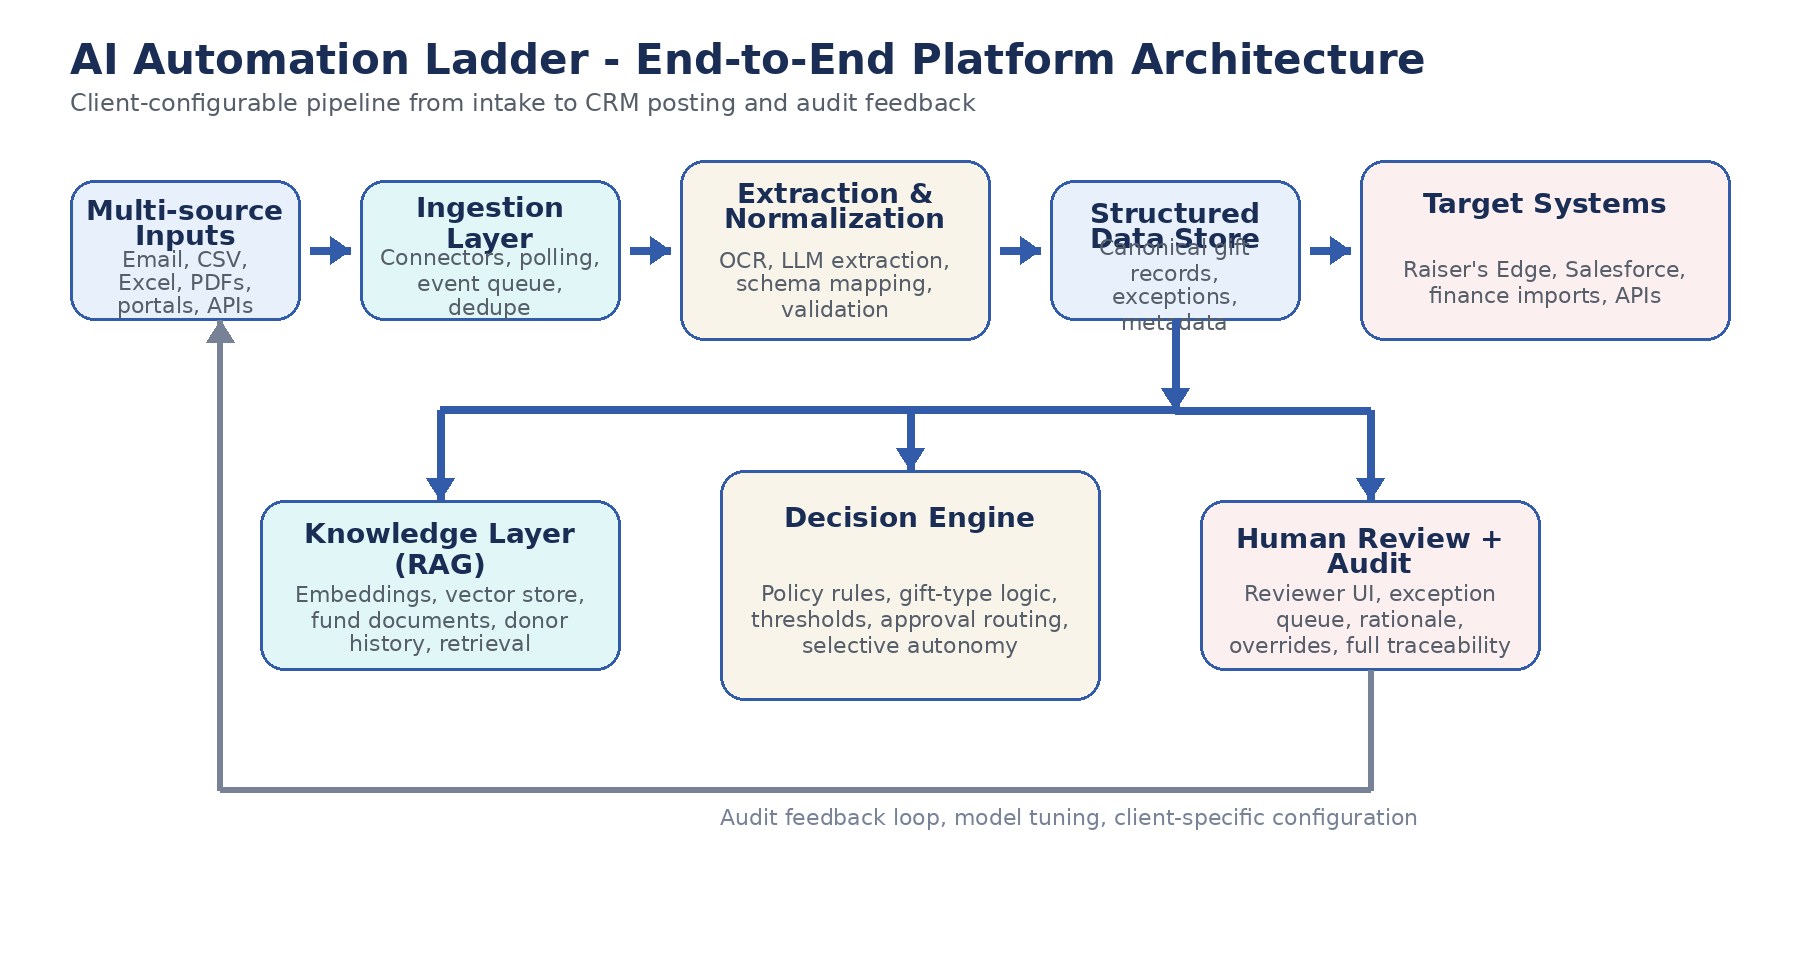 AI Automation Ladder - End-to-End Platform Architecture
Client-configurable pipeline from intake to CRM posting and audit feedback
Multi-source
Inputs
Email, CSV,
Excel, PDFs,
portals, APIs
Ingestion
Layer
Connectors, polling,
event queue,
dedupe
Extraction &
Normalization
OCR, LLM extraction,
schema mapping,
validation
Structured
Data Store
Canonical gift
records,
exceptions,
metadata
Target Systems
Raiser's Edge, Salesforce,
finance imports, APIs
Knowledge Layer
(RAG)
Embeddings, vector store,
fund documents, donor
history, retrieval
Decision Engine
Policy rules, gift-type logic,
thresholds, approval routing,
selective autonomy
Human Review +
Audit
Reviewer UI, exception
queue, rationale,
overrides, full traceability
Audit feedback loop, model tuning, client-specific configuration